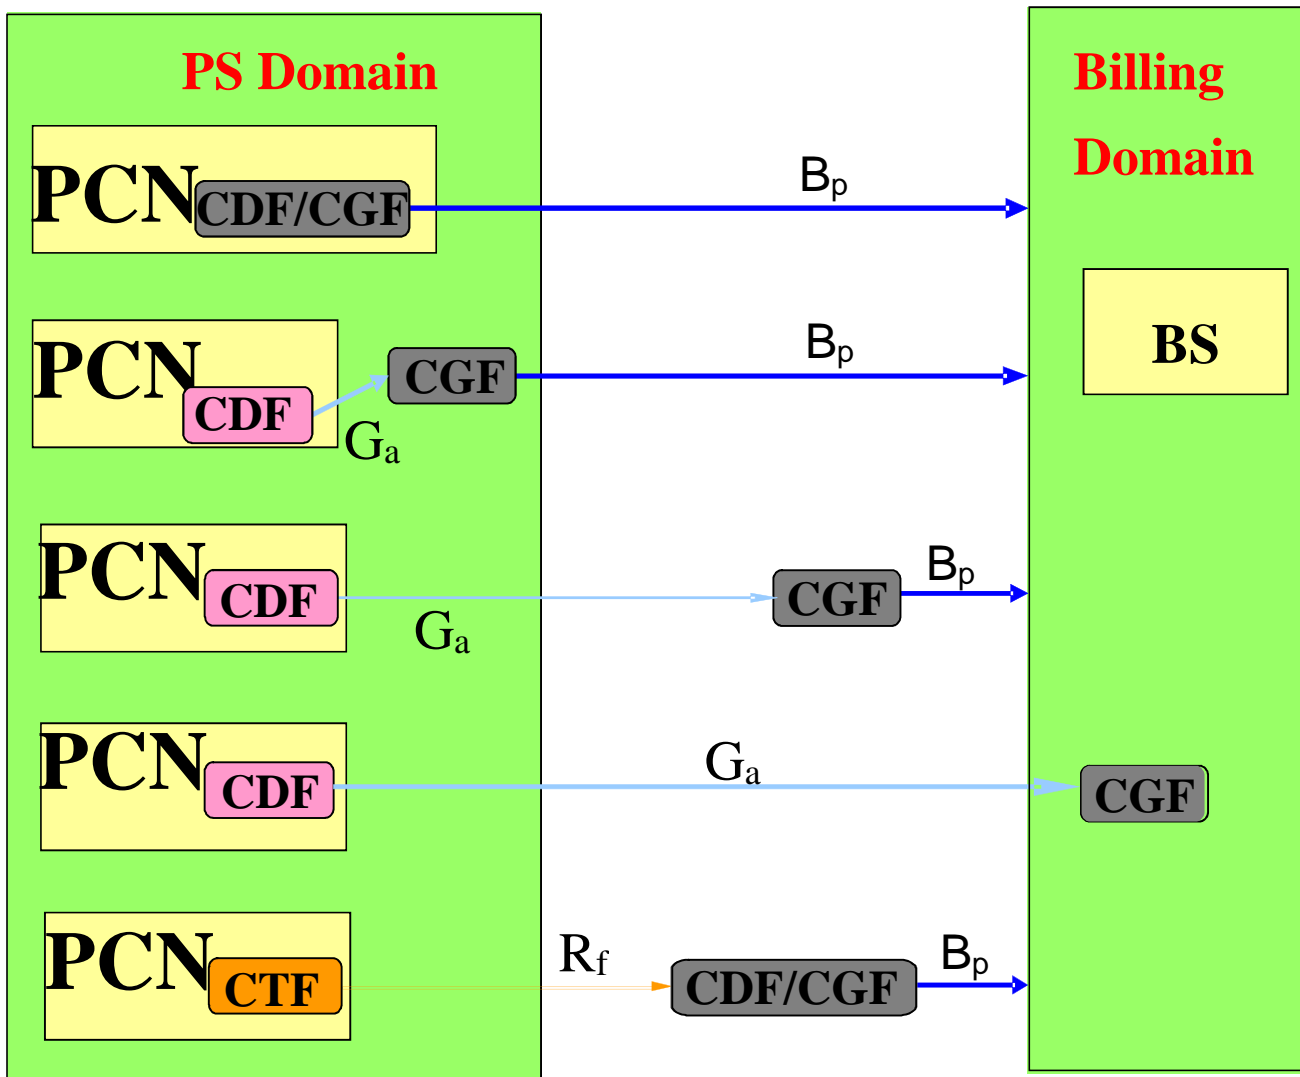 PS Domain
Billing
Domain
PCN
CDF/CGF
Bp
PCN
CDF
Ga
CGF
Bp
BS
PCN
CDF
Ga
CGF
Bp
PCN
CDF
Ga
CGF
PCN
CTF
Rf
CDF/CGF
Bp